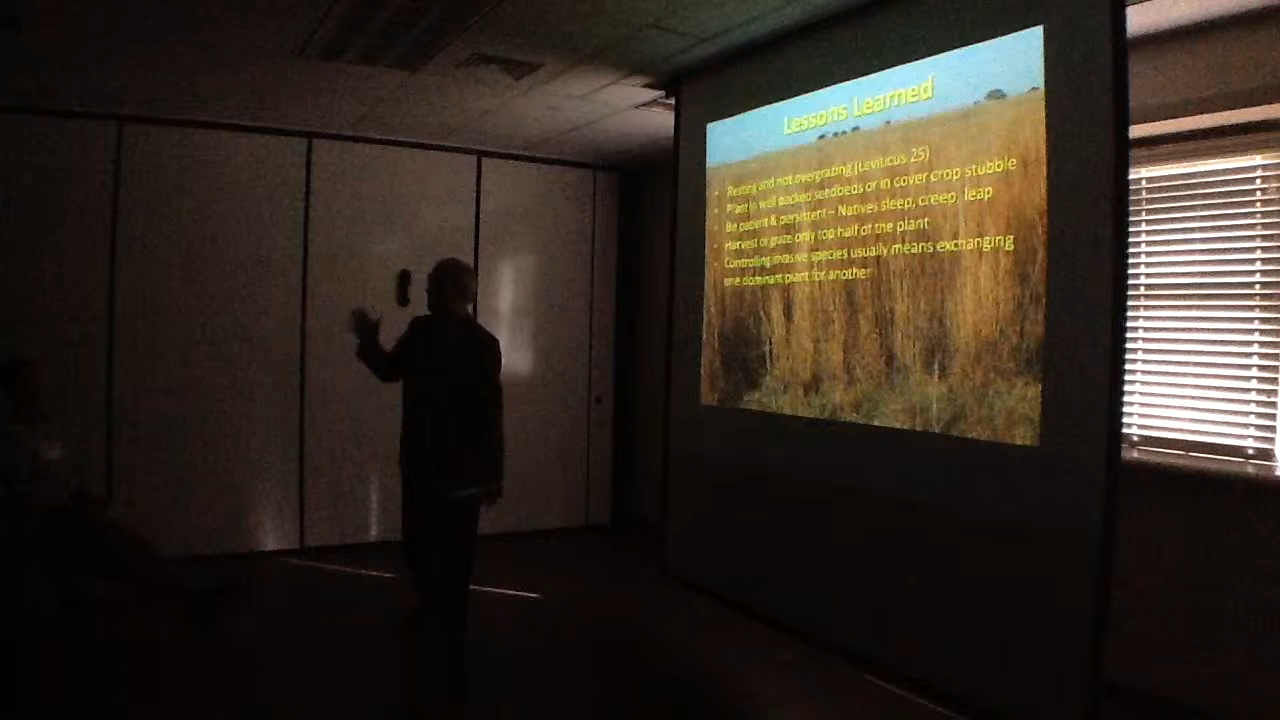 Lessons Learned
• Resting and not overgrazing (Leviticus 25)
• Plant in well packed seedbeds or in cover crop stubble
• Be patient & persistent – Natives sleep, creep, leap
• Harvest or graze only top half of the plant
• Controlling invasive species usually means exchanging
one dominant plant for another